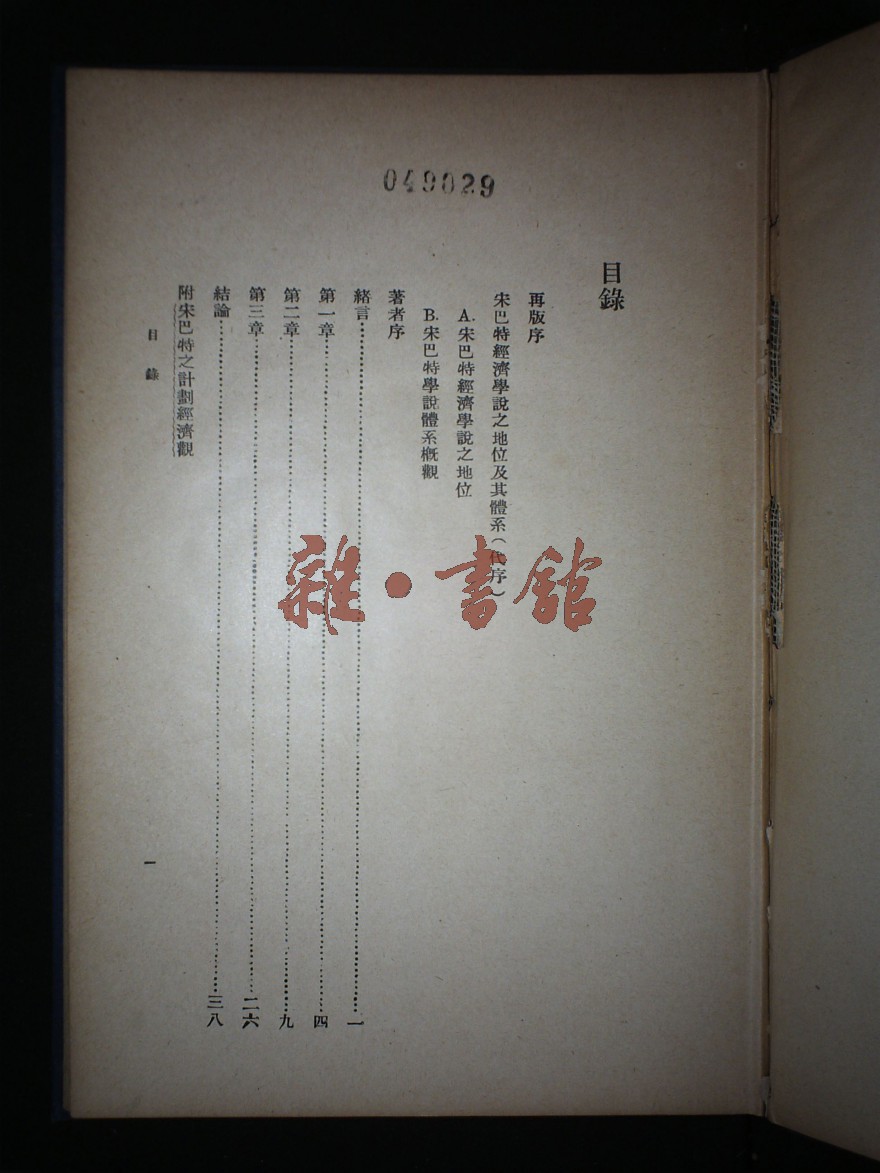 049029
目錄
再版序
宋巴特經濟學說之地位及其體系(代序)
A.宋巴特經濟學說之地位
B.宋巴特學說體系概觀
著者序
緒言…………一
第一章…………四
第二章…………九
第三章…………二六
結論…………三八
附宋巴特之計劃經濟觀
目錄
一
雜·書舘